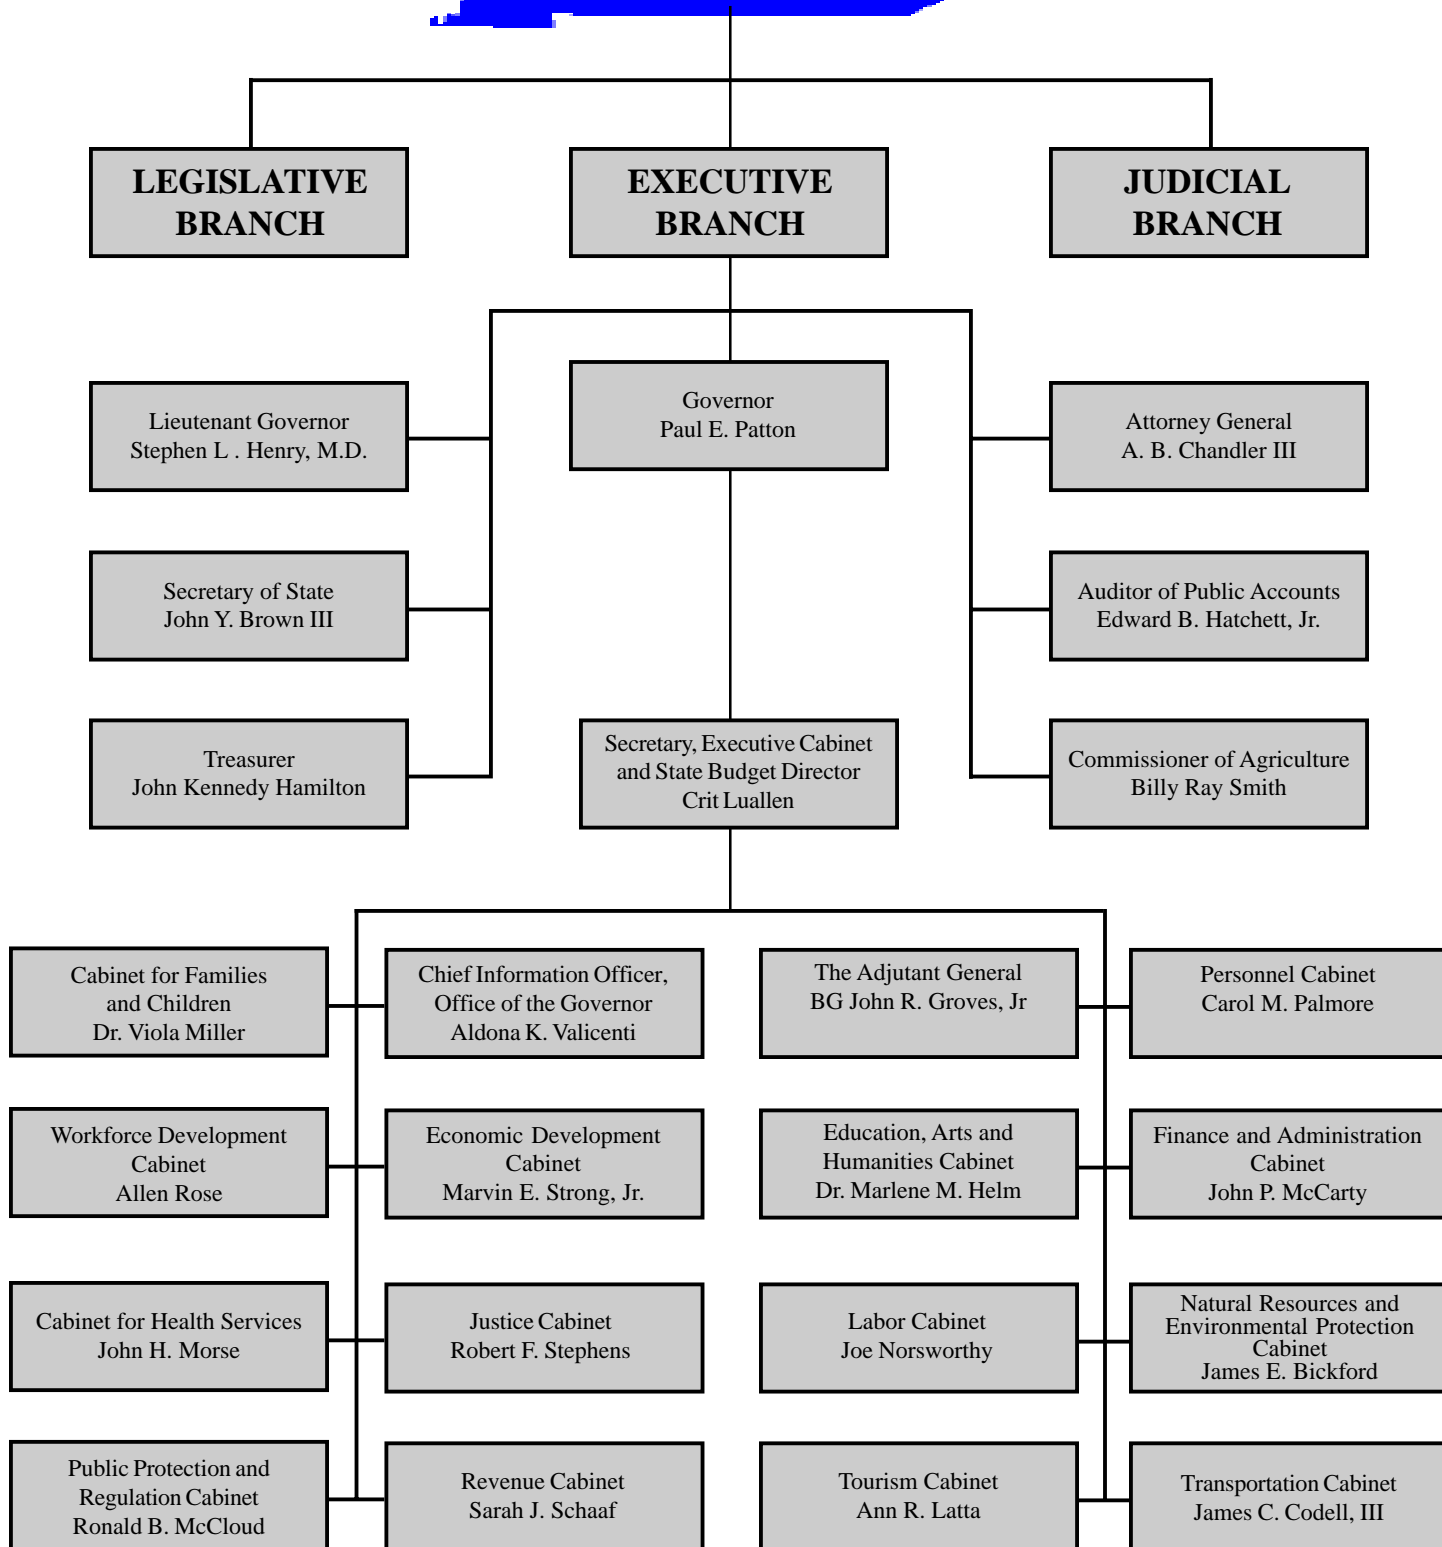 LEGISLATIVE
BRANCH
EXECUTIVE
BRANCH
JUDICIAL
BRANCH
Governor
Paul E. Patton
Lieutenant Governor
Stephen L . Henry, M.D.
Attorney General
A. B. Chandler III
Secretary of State
John Y. Brown III
Auditor of Public Accounts
Edward B. Hatchett, Jr.
Treasurer
John Kennedy Hamilton
Secretary, Executive Cabinet
and State Budget Director
Crit Luallen
Commissioner of Agriculture
Billy Ray Smith
Cabinet for Families
and Children
Dr. Viola Miller
Chief Information Officer,
Office of the Governor
Aldona K. Valicenti
The Adjutant General
BG John R. Groves, Jr
Personnel Cabinet
Carol M. Palmore
Workforce Development
Cabinet
Allen Rose
Economic Development
Cabinet
Marvin E. Strong, Jr.
Education, Arts and
Humanities Cabinet
Dr. Marlene M. Helm
Finance and Administration
Cabinet
John P. McCarty
Cabinet for Health Services
John H. Morse
Justice Cabinet
Robert F. Stephens
Labor Cabinet
Joe Norsworthy
Natural Resources and
Environmental Protection
Cabinet
James E. Bickford
Public Protection and
Regulation Cabinet
Ronald B. McCloud
Revenue Cabinet
Sarah J. Schaaf
Tourism Cabinet
Ann R. Latta
Transportation Cabinet
James C. Codell, III